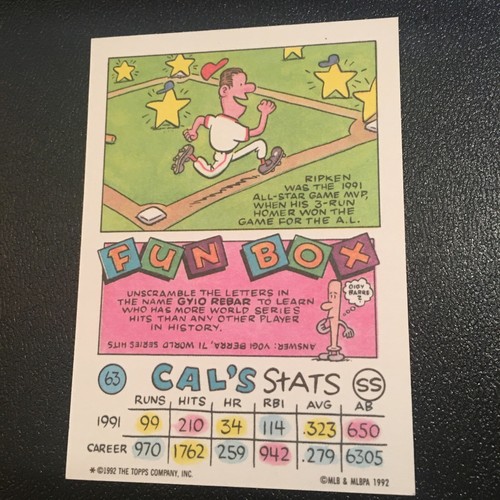 RIPKEN
WAS THE 1991
ALL-STAR GAME MVP,
WHEN HIS 3-RUN
HOMER WON THE
GAME FOR THE A.L.
FUN BOX
UNSCRAMBLE THE LETTERS IN
THE NAME GYIO REBAR TO LEARN
WHO HAS MORE WORLD SERIES
HITS THAN ANY OTHER PLAYER
IN HISTORY.
OIGY
BARRE
?
ANSWER: YOGI BERRA, 71 WORLD SERIES HITS
63 CAL'S STATS SS
RUNS HITS HR RBI AVG AB
1991 99 210 34 114 .323 650
CAREER 970 1762 259 942 .279 6305
* ©1992 THE TOPPS COMPANY, INC.
©MLB & MLBPA 1992